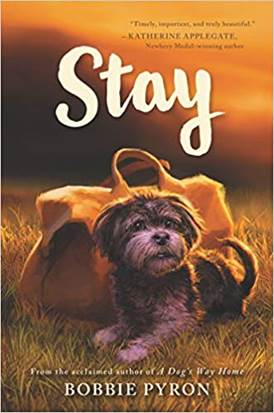 "Timely, important, and truly beautiful."
—KATHERINE APPLEGATE,
Newbery Medal-winning author
Stay
From the acclaimed author of A Dog's Way Home
BOBBIE PYRON